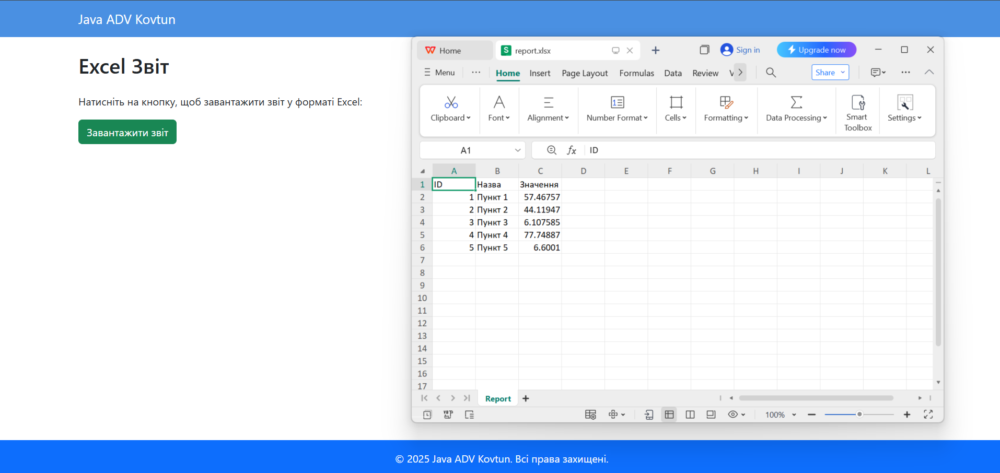 Java ADV Kovtun
Excel Звіт
Натисніть на кнопку, щоб завантажити звіт у форматі Excel:
Завантажити звіт
Home
S report.xlsx
Sign in
Upgrade now
Menu
Home Insert Page Layout Formulas Data Review V
Share
Clipboard
Font
Alignment
Number Format
Cells
Formatting
Data Processing
Smart
Toolbox
Settings
A1
fx ID
A B C D E F G H I J K L
1 ID Назва Значення
2 1 Пункт 1 57.46757
3 2 Пункт 2 44.11947
4 3 Пункт 3 6.107585
5 4 Пункт 4 77.74887
6 5 Пункт 5 6.6001
7
8
9
10
11
12
13
14
15
16
17
Report
100%
© 2025 Java ADV Kovtun. Всі права захищені.